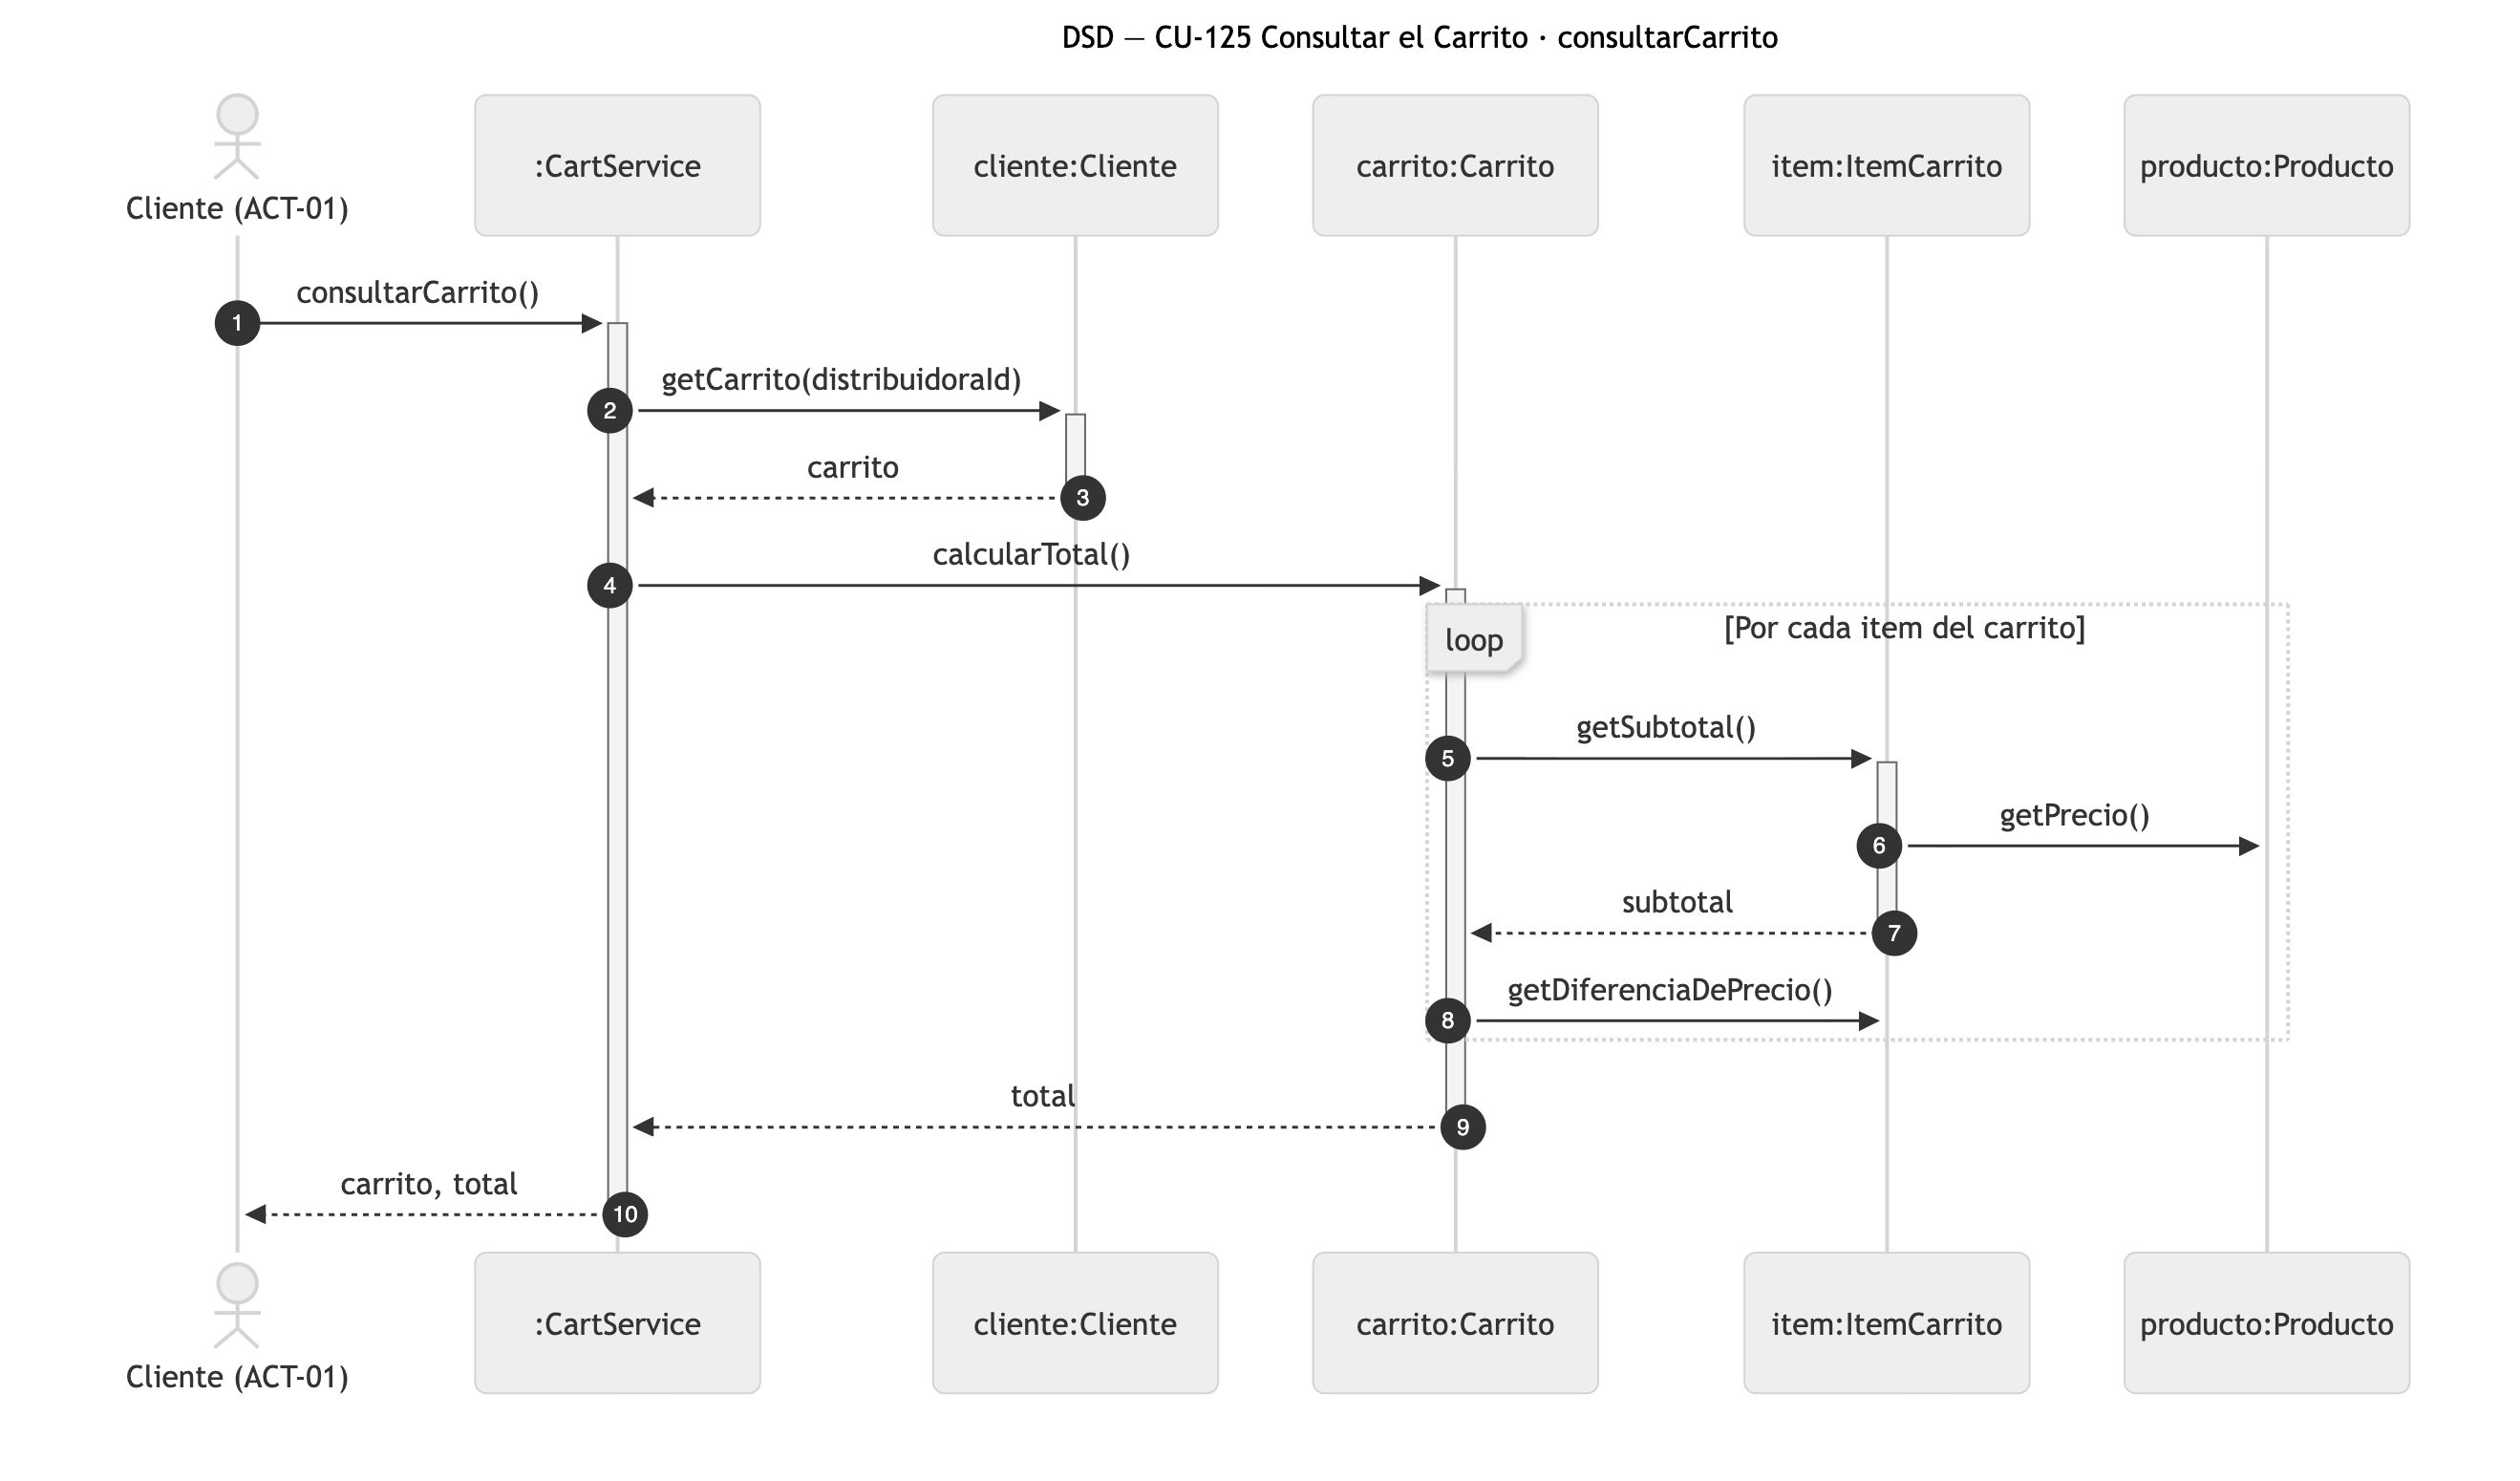 DSD — CU-125 Consultar el Carrito · consultarCarrito
Cliente (ACT-01)
:CartService
cliente:Cliente
carrito:Carrito
item:ItemCarrito
producto:Producto
consultarCarrito()
1
getCarrito(distribuidoraId)
2
carrito
3
calcularTotal()
4
loop
[Por cada item del carrito]
getSubtotal()
5
getPrecio()
6
subtotal
7
getDiferenciaDePrecio()
8
total
9
carrito, total
10
Cliente (ACT-01)
:CartService
cliente:Cliente
carrito:Carrito
item:ItemCarrito
producto:Producto